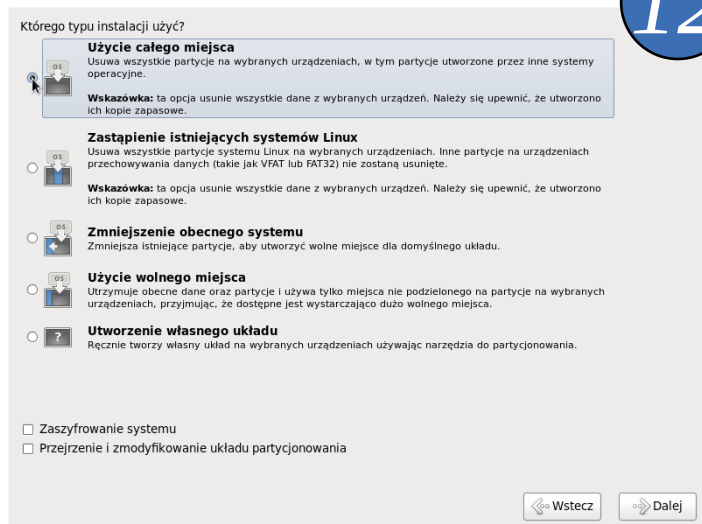 12
Którego typu instalacji użyć?
Użycie całego miejsca
Usuwa wszystkie partycje na wybranych urządzeniach, w tym partycje utworzone przez inne systemy
operacyjne.
Wskazówka: ta opcja usunie wszystkie dane z wybranych urządzeń. Należy się upewnić, że utworzono
ich kopie zapasowe.
Zastąpienie istniejących systemów Linux
Usuwa wszystkie partycje systemu Linux na wybranych urządzeniach. Inne partycje na urządzeniach
przechowywania danych (takie jak VFAT lub FAT32) nie zostaną usunięte.
Wskazówka: ta opcja usunie wszystkie dane z wybranych urządzeń. Należy się upewnić, że utworzono
ich kopie zapasowe.
Zmniejszenie obecnego systemu
Zmniejsza istniejące partycje, aby utworzyć wolne miejsce dla domyślnego układu.
Użycie wolnego miejsca
Utrzymuje obecne dane oraz partycje i używa tylko miejsca nie podzielonego na partycje na wybranych
urządzeniach, przyjmując, że dostępne jest wystarczająco dużo wolnego miejsca.
Utworzenie własnego układu
Ręcznie tworzy własny układ na wybranych urządzeniach używając narzędzia do partycjonowania.
Zaszyfrowanie systemu
Przejrzenie i zmodyfikowanie układu partycjonowania
Wstecz
Dalej
OS
OS
OS
OS
?